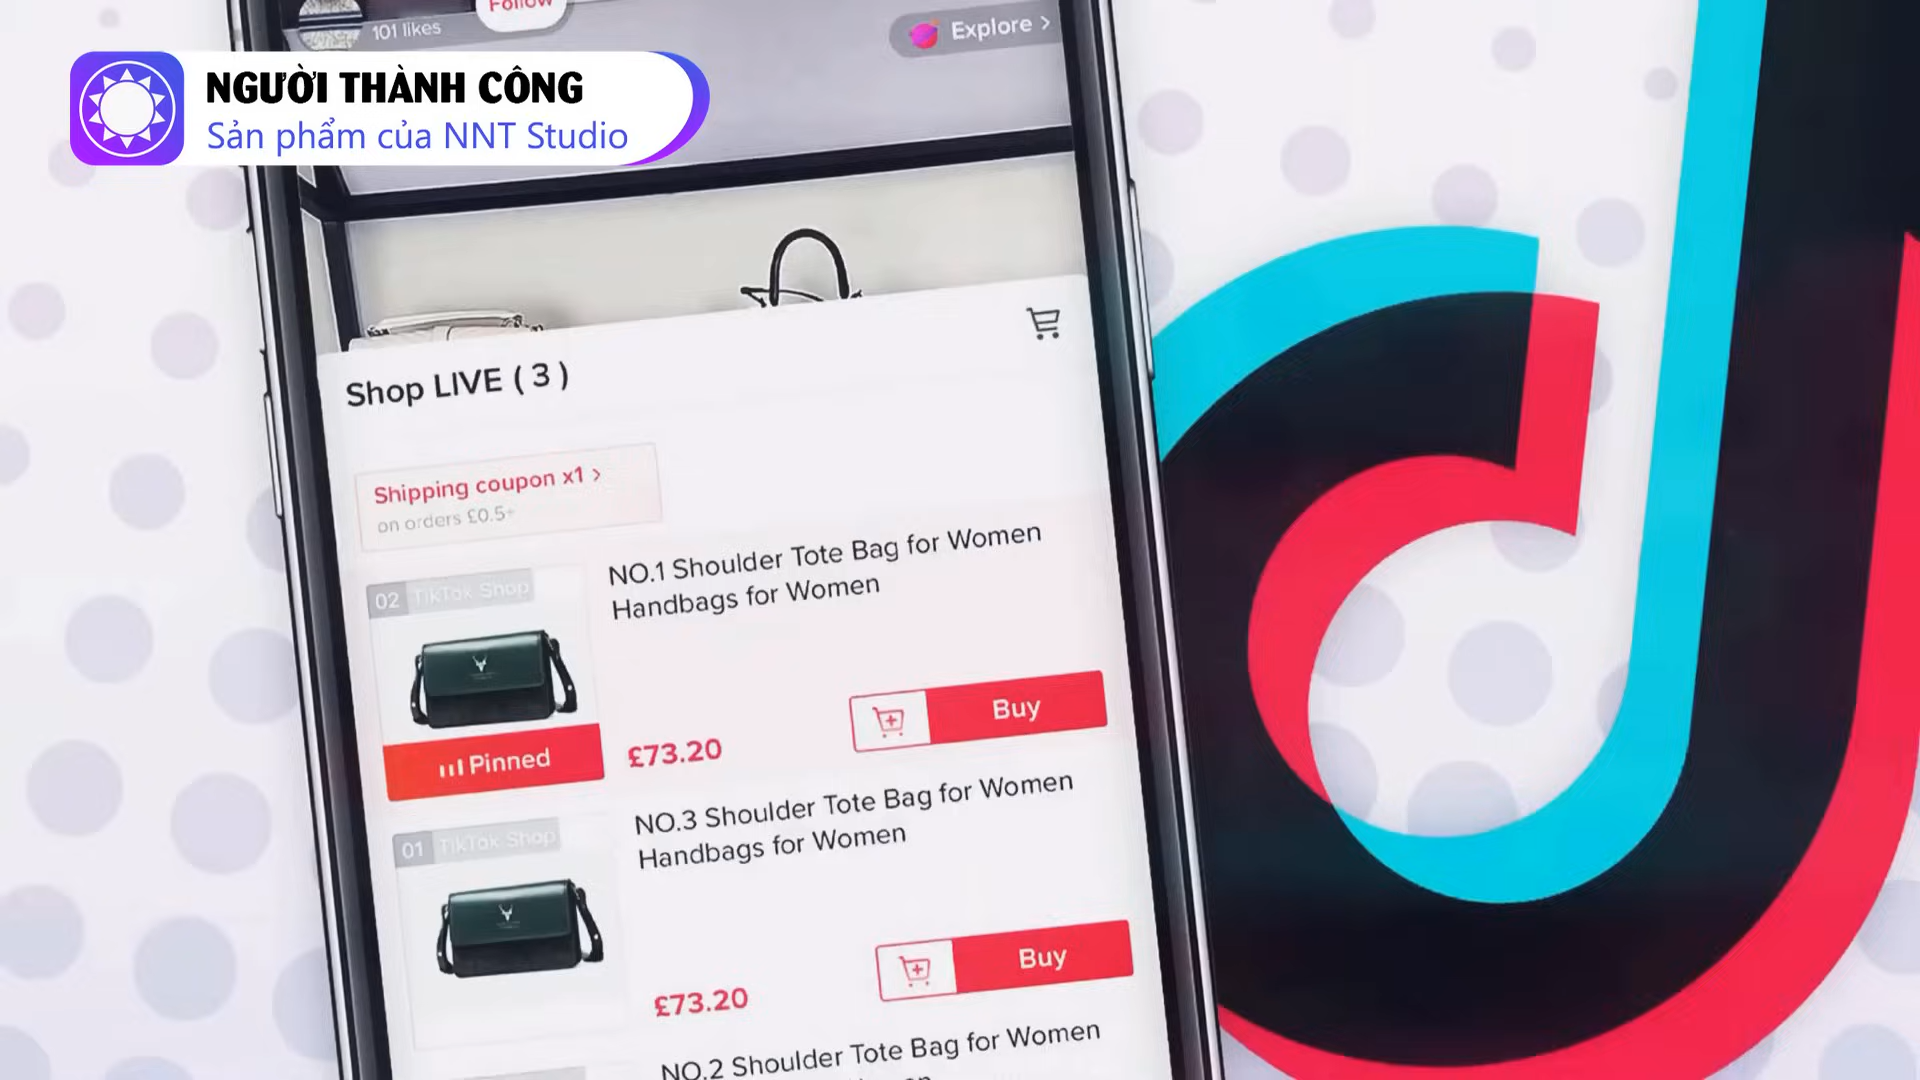 Follow
101 likes
Explore >
NGƯỜI THÀNH CÔNG
Sản phẩm của NNT Studio
Shop LIVE ( 3 )
Shipping coupon x1 >
on orders £0.5+
02 TikTok Shop
NO.1 Shoulder Tote Bag for Women
Handbags for Women
Pinned
£73.20
Buy
01 TikTok Shop
NO.3 Shoulder Tote Bag for Women
Handbags for Women
£73.20
Buy
NO.2 Shoulder Tote Bag for Women